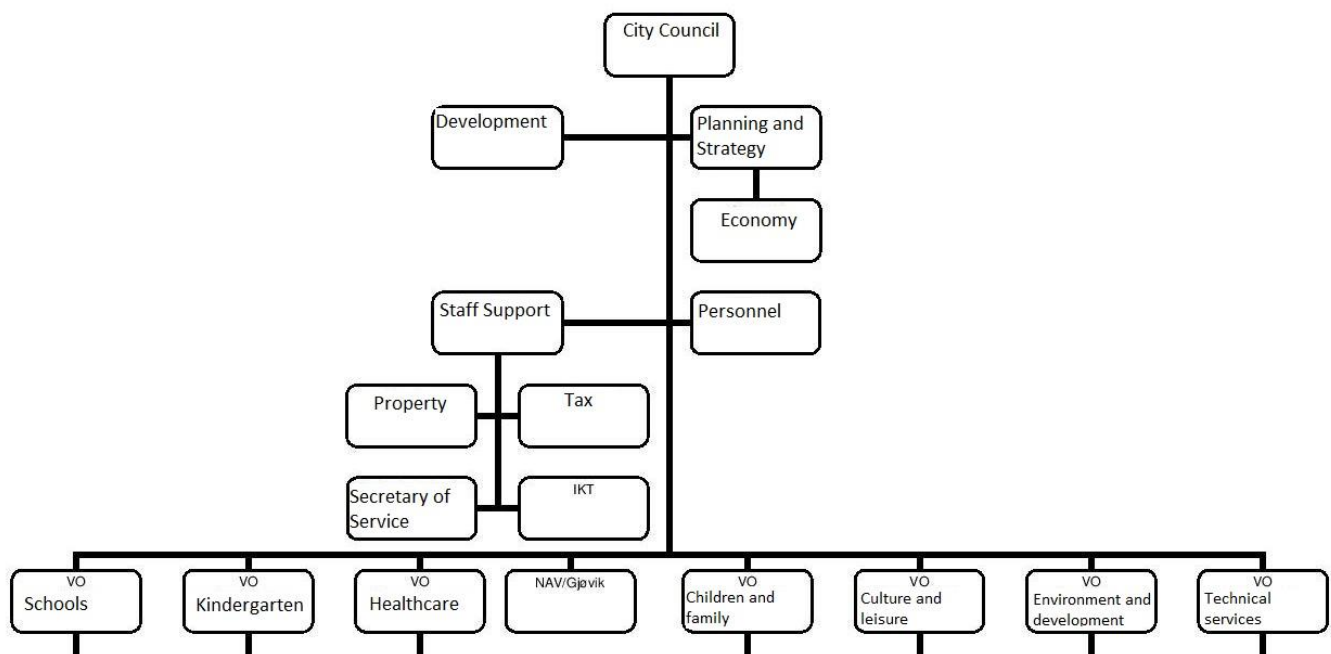 City Council
Development
Planning and
Strategy
Economy
Staff Support
Personnel
Property
Tax
Secretary of
Service
IKT
VO
Schools
VO
Kindergarten
VO
Healthcare
NAV/Gjøvik
VO
Children and
family
VO
Culture and
leisure
VO
Environment and
development
VO
Technical
services